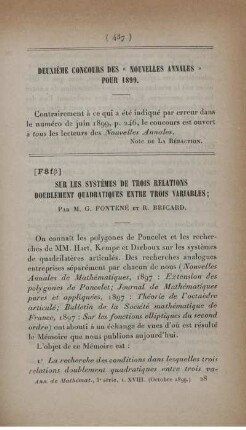 ( 437 )
DEUXIÈME CONCOURS DES « NOUVELLES ANNALES »
POUR 1899.
Contrairement à ce qui a été indiqué par erreur dans
le numéro de juin 1899, p. 246, le concours est ouvert
à tous les lecteurs des Nouvelles Annales.
NOTE DE LA RÉDACTION.
[F8fβ]
SUR LES SYSTÈMES DE TROIS RELATIONS
DOUBLEMENT QUADRATIQUES ENTRE TROIS VARIABLES;
PAR M. G. FONTENÉ ET R. BRICARD.
On connaît les polygones de Poncelet et les recher-
ches de MM. Hart, Kempe et Darboux sur les systèmes
de quadrilatères articulés. Des recherches analogues
entreprises séparément par chacun de nous (Nouvelles
Annales de Mathématiques, 1897 : Extension des
polygones de Poncelet; Journal de Mathématiques
pures et appliquées, 1897 : Théorie de l'octaèdre
articulé; Bulletin de la Société mathématique de
France, 1897 : Sur les fonctions elliptiques du second
ordre) ont abouti à un échange de vues d'où est résulté
le Mémoire que nous publions aujourd'hui.
L'objet de ce Mémoire est :
1° La recherche des conditions dans lesquelles trois
relations doublement quadratiques entre trois va-
Ann. de Mathémat., 3e série, t. XVIII. (Octobre 1899.) 28